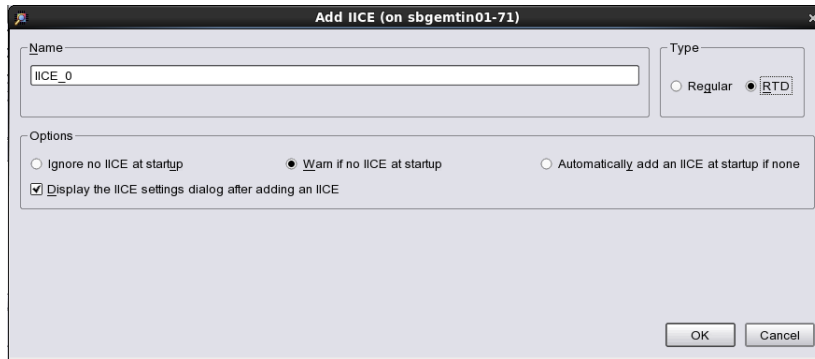 Add IICE (on sbgemtin01-71)
Name
Type
IICE_0
Regular RTD
Options
Ignore no IICE at startup Warn if no IICE at startup Automatically add an IICE at startup if none
Display the IICE settings dialog after adding an IICE
OK Cancel